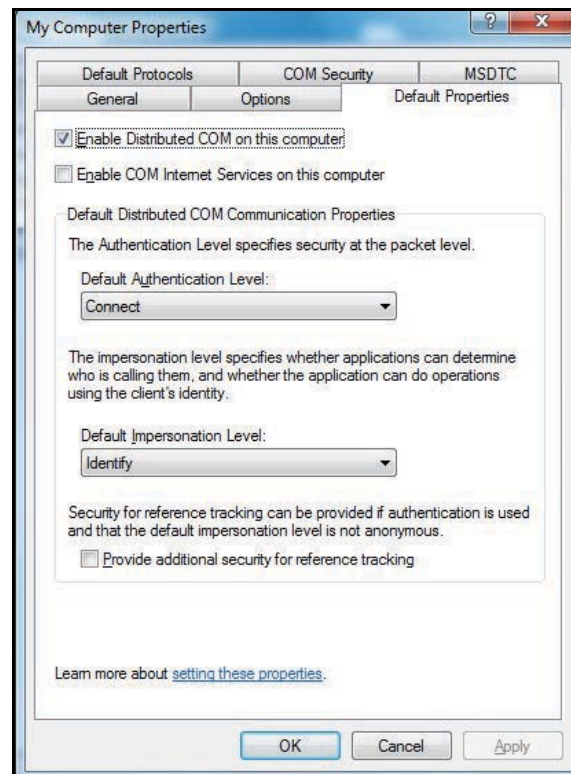 My Computer Properties
?
X
Default Protocols
COM Security
MSDTC
General
Options
Default Properties
Enable Distributed COM on this computer
Enable COM Internet Services on this computer
Default Distributed COM Communication Properties
The Authentication Level specifies security at the packet level.
Default Authentication Level:
Connect
The impersonation level specifies whether applications can determine
who is calling them, and whether the application can do operations
using the client's identity.
Default Impersonation Level:
Identify
Security for reference tracking can be provided if authentication is used
and that the default impersonation level is not anonymous.
Provide additional security for reference tracking
Learn more about setting these properties.
OK
Cancel
Apply